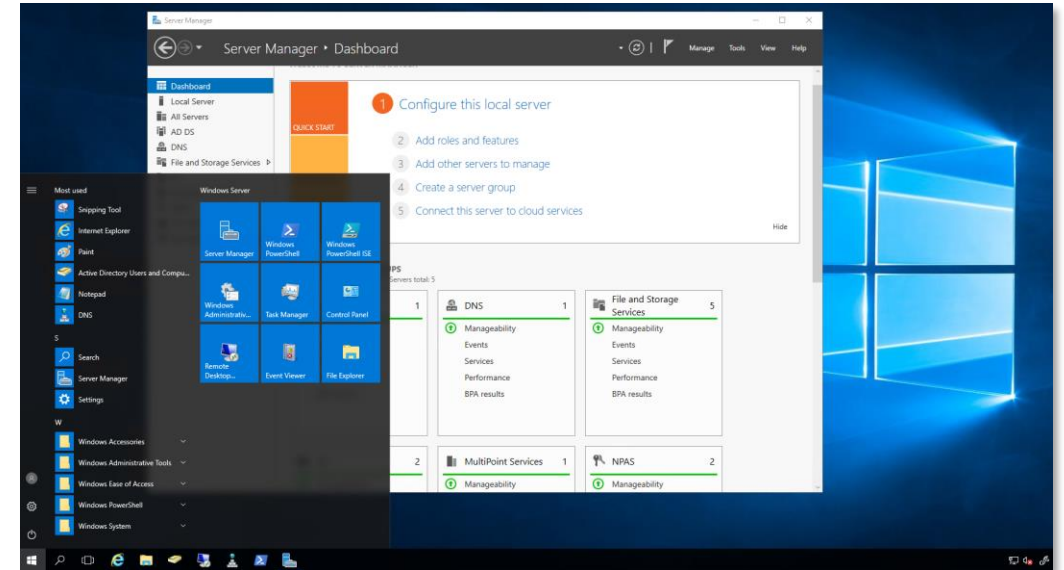 Server Manager
Server Manager • Dashboard
Manage Tools View Help
Dashboard
Local Server
All Servers
AD DS
DNS
File and Storage Services
QUICK START
1 Configure this local server
2 Add roles and features
3 Add other servers to manage
4 Create a server group
5 Connect this server to cloud services
Hide
Servers total: 5
1
DNS 1
Manageability
Events
Services
Performance
BPA results
File and Storage
Services 5
Manageability
Events
Services
Performance
BPA results
2
MultiPoint Services 1
Manageability
NPAS 2
Manageability
Most used
Snipping Tool
Internet Explorer
Paint
Active Directory Users and Compu...
Notepad
DNS
S
Search
Server Manager
Settings
W
Windows Accessories
Windows Administrative Tools
Windows Ease of Access
Windows PowerShell
Windows System
Windows Server
Server Manager
Windows
PowerShell
Windows
PowerShell ISE
Windows
Administrativ...
Task Manager
Control Panel
Remote
Desktop...
Event Viewer
File Explorer